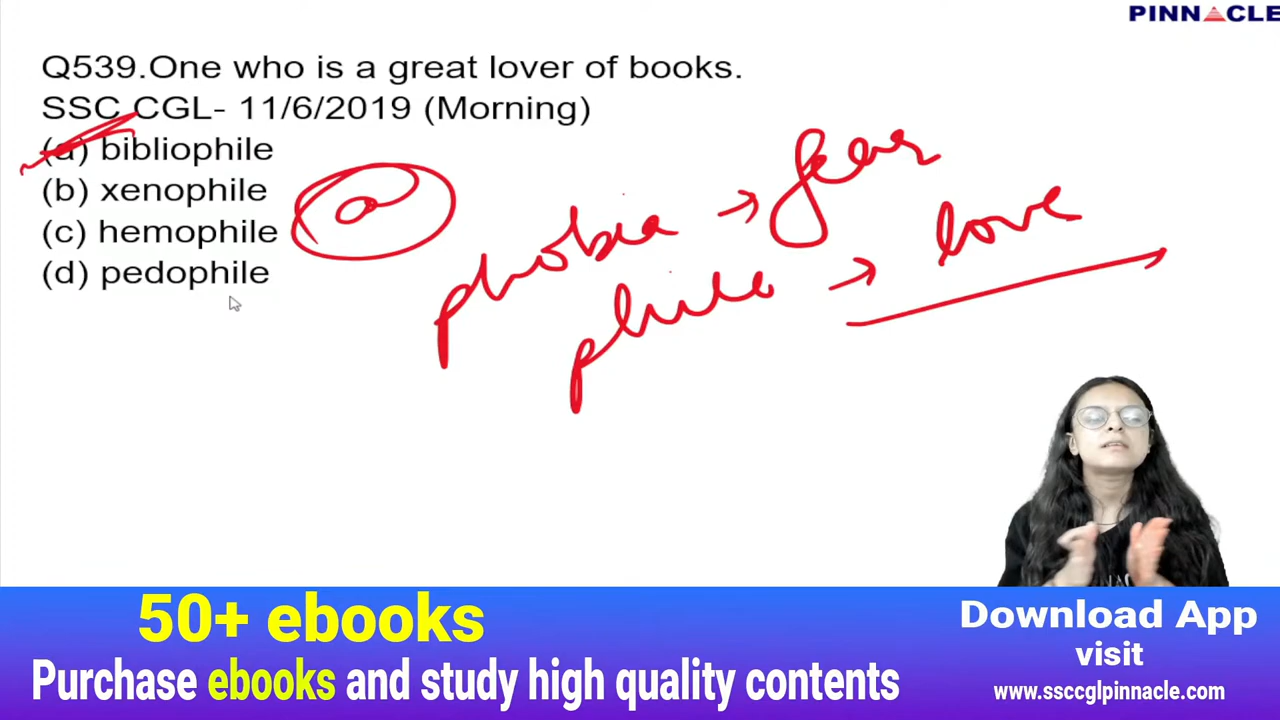 PINNACLE
Q539.One who is a great lover of books.
SSC CGL- 11/6/2019 (Morning)
(a) bibliophile
(b) xenophile
(c) hemophile
(d) pedophile
a
phobia → fear
phile → love
50+ ebooks
Purchase ebooks and study high quality contents
Download App
visit
www.ssccglpinnacle.com